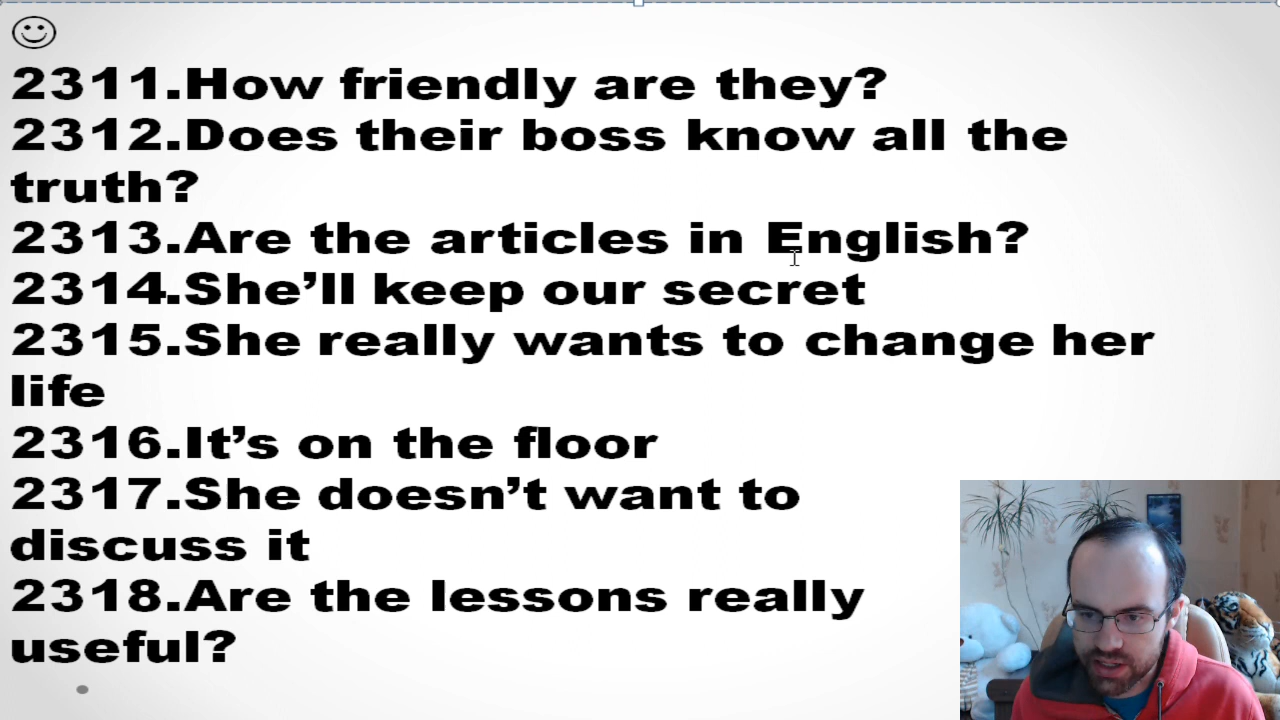 2311.How friendly are they?
2312.Does their boss know all the
truth?
2313.Are the articles in English?
2314.She’ll keep our secret
2315.She really wants to change her
life
2316.It’s on the floor
2317.She doesn’t want to
discuss it
2318.Are the lessons really
useful?